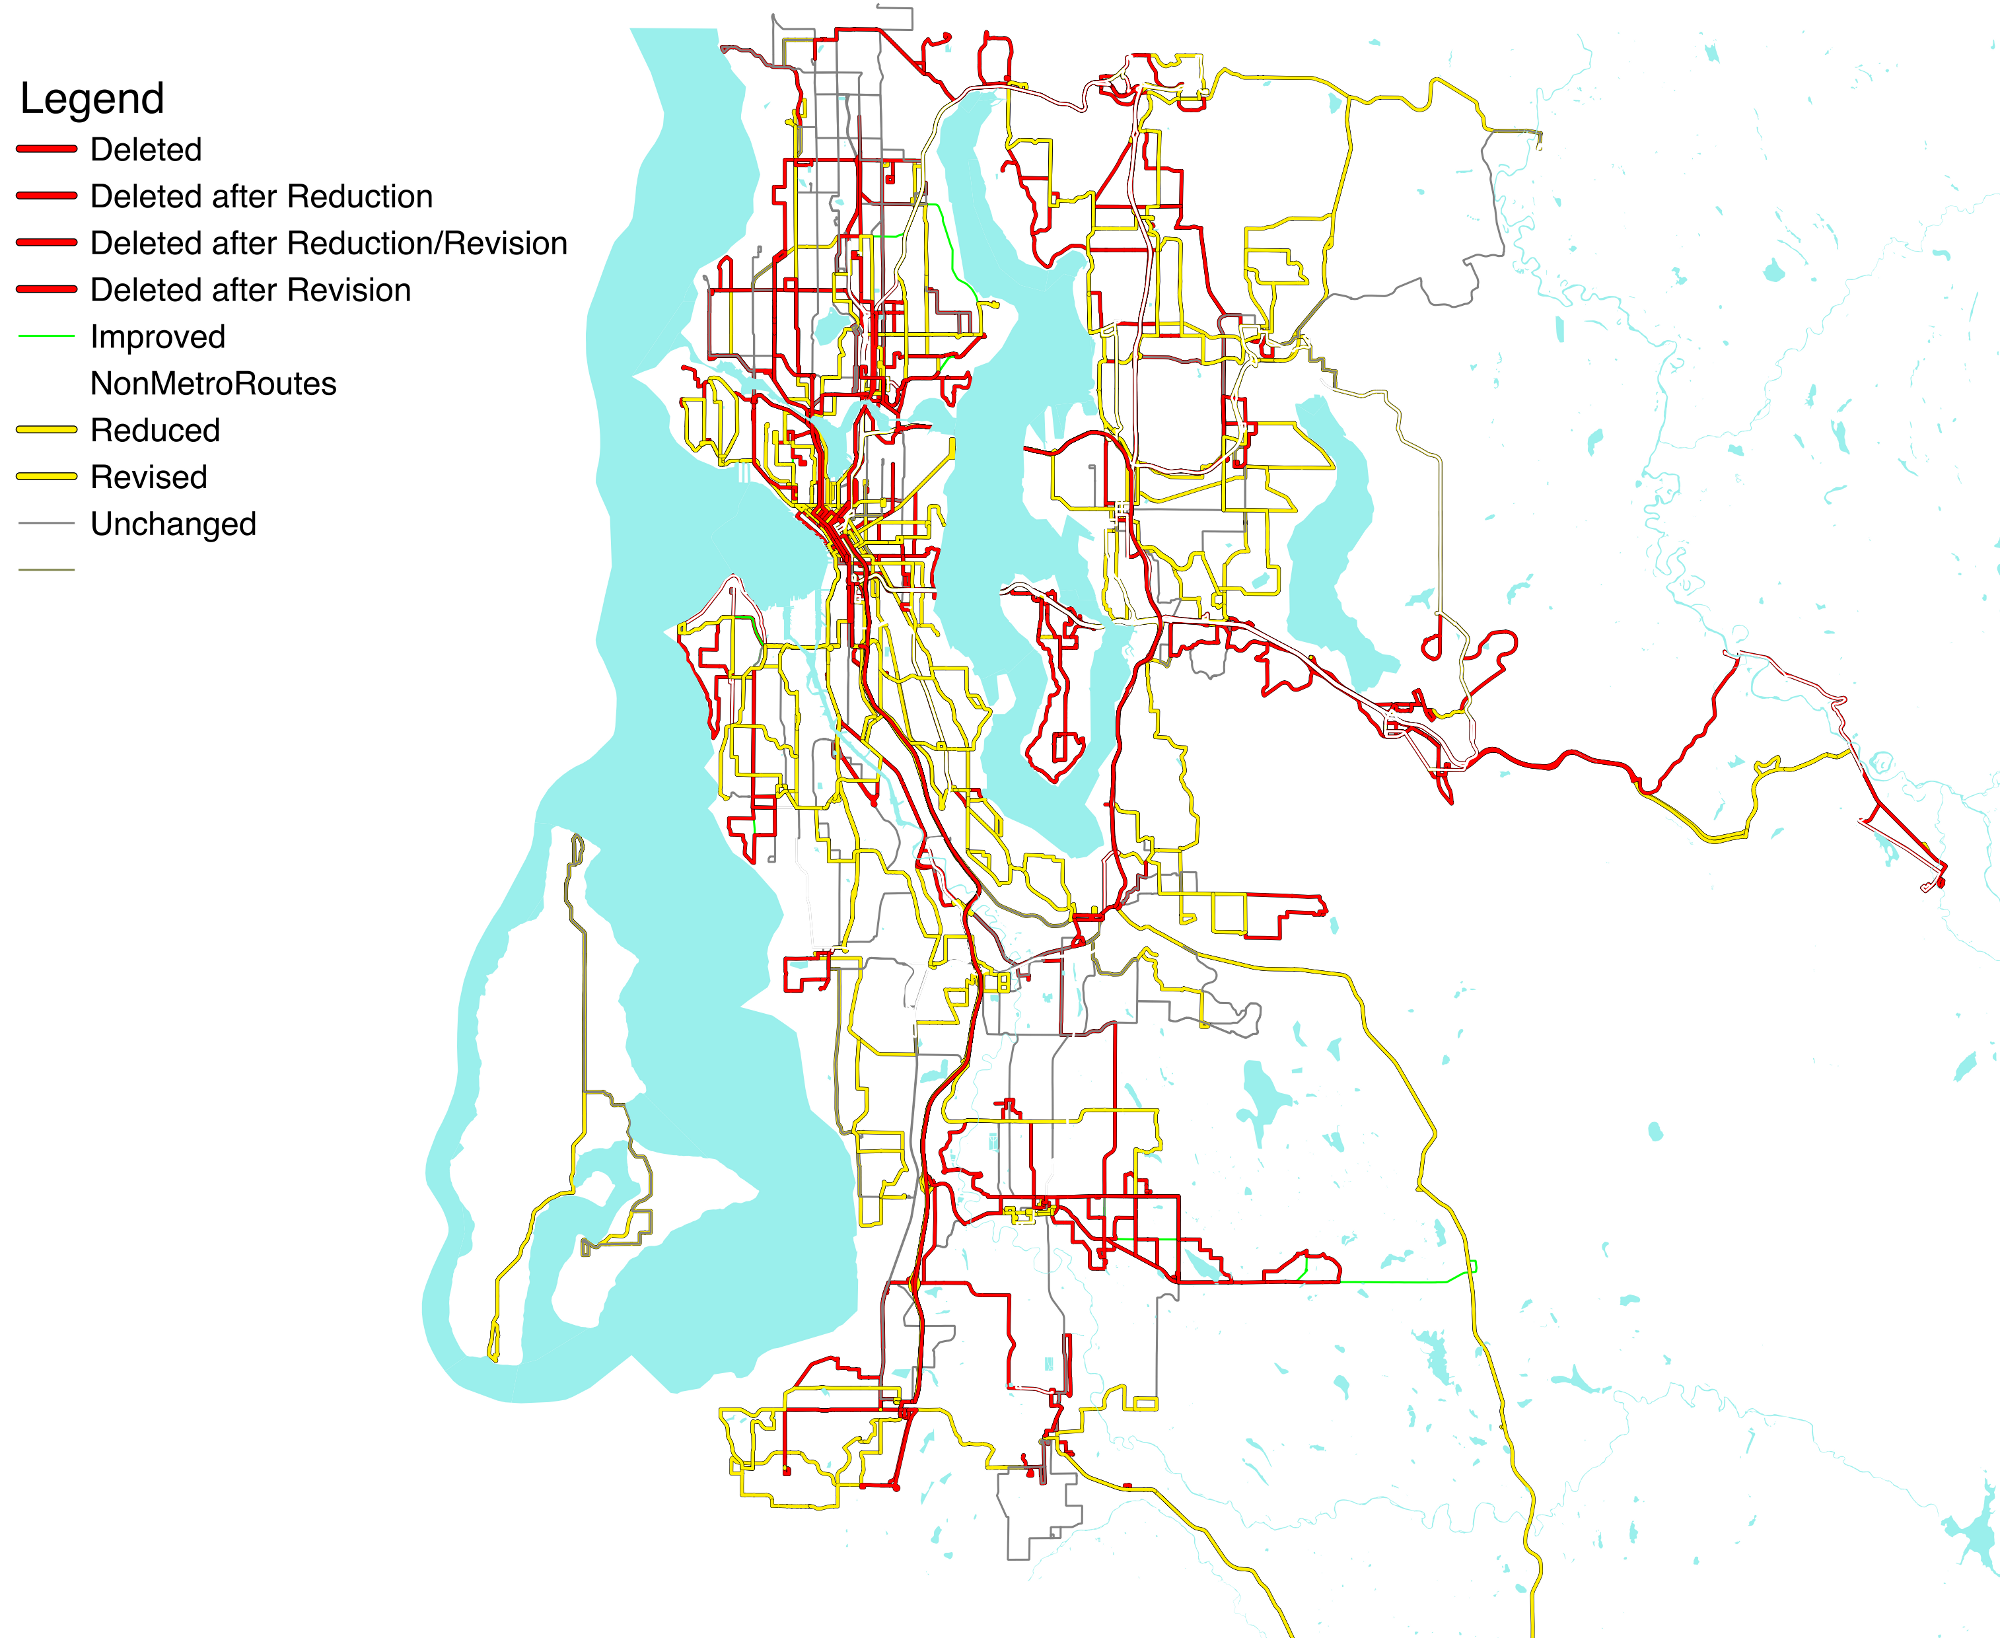 Legend
Deleted
Deleted after Reduction
Deleted after Reduction/Revision
Deleted after Revision
Improved
NonMetroRoutes
Reduced
Revised
Unchanged